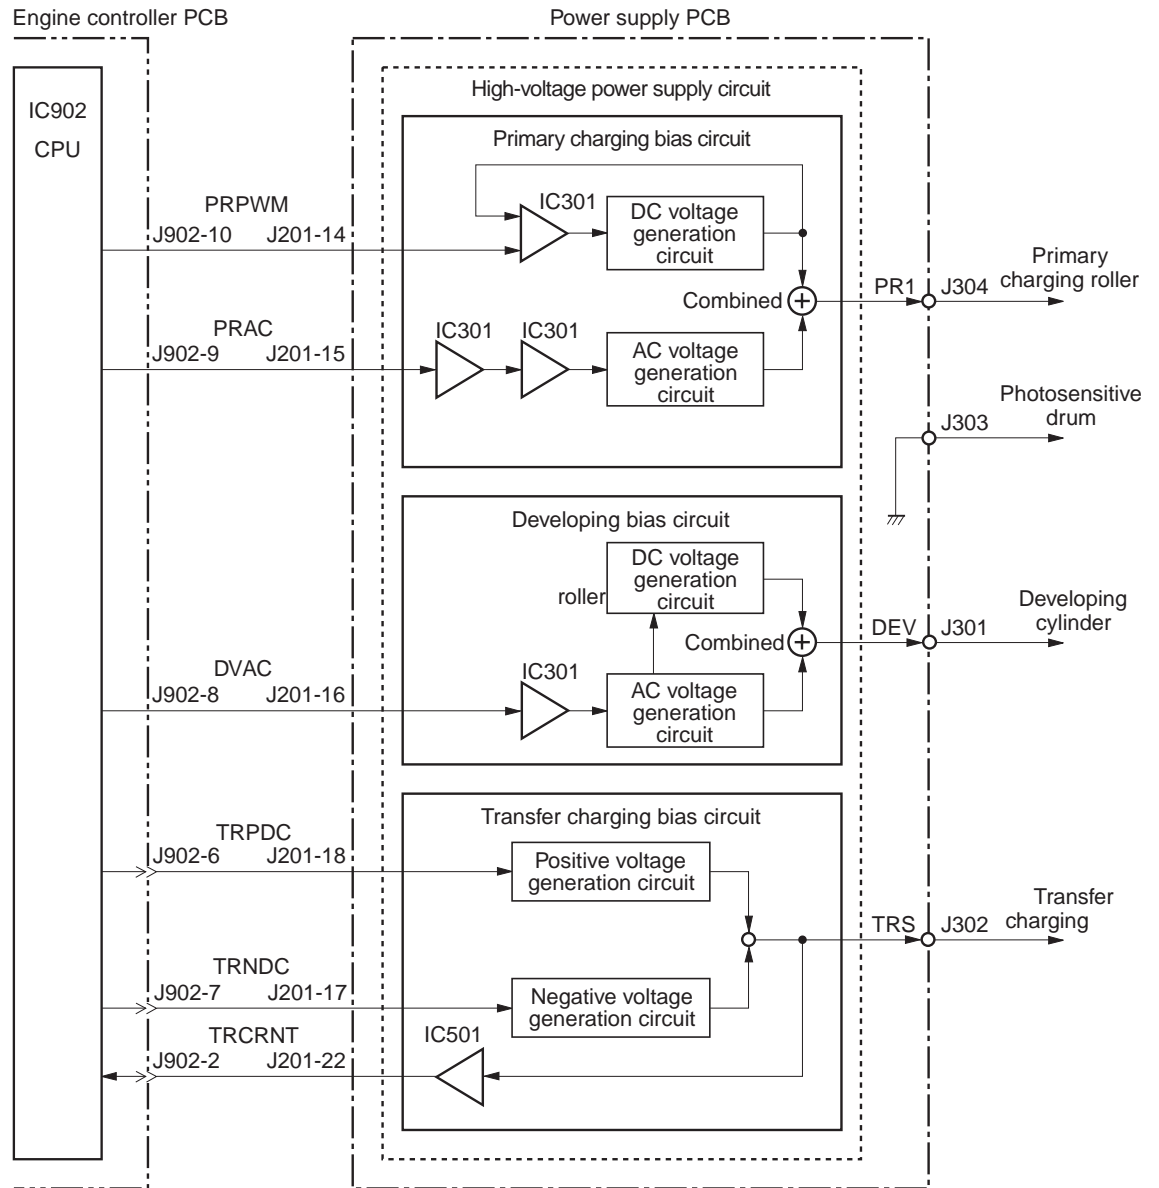 Engine controller PCB
Power supply PCB
IC902
CPU
High-voltage power supply circuit
Primary charging bias circuit
PRPWM
J902-10 J201-14
IC301
DC voltage
generation
circuit
Combined
PR1
J304
Primary
charging roller
PRAC
J902-9 J201-15
IC301
IC301
AC voltage
generation
circuit
J303
Photosensitive
drum
Developing bias circuit
DC voltage
generation
circuit
roller
Combined
DEV
J301
Developing
cylinder
DVAC
J902-8 J201-16
IC301
AC voltage
generation
circuit
Transfer charging bias circuit
TRPDC
J902-6 J201-18
Positive voltage
generation circuit
TRS
J302
Transfer
charging
TRNDC
J902-7 J201-17
Negative voltage
generation circuit
TRCRNT
J902-2 J201-22
IC501